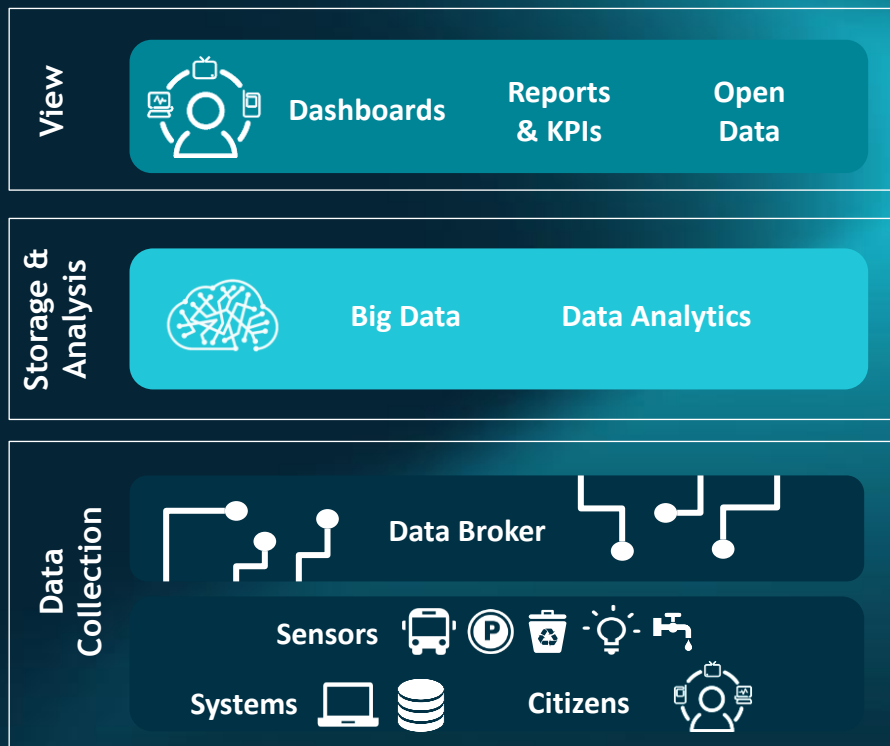 View
Dashboards
Reports
& KPIs
Open
Data
Storage &
Analysis
Big Data
Data Analytics
Data
Collection
Data Broker
Sensors
P
Systems
Citizens